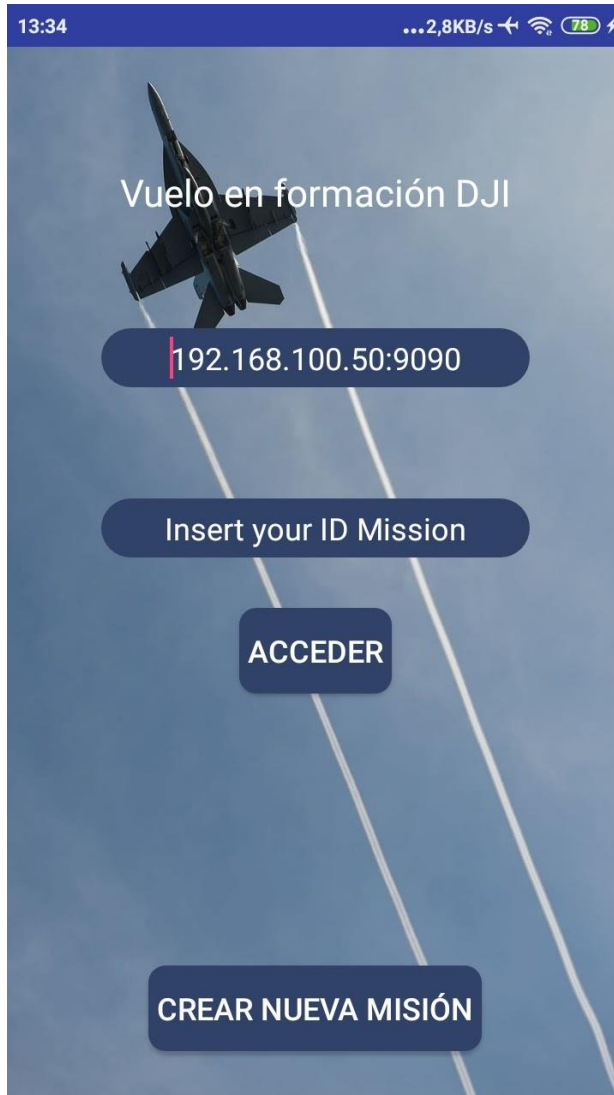 13:34
...2,8KB/s 78
Vuelo en formación DJI
192.168.100.50:9090
Insert your ID Mission
ACCEDER
CREAR NUEVA MISIÓN